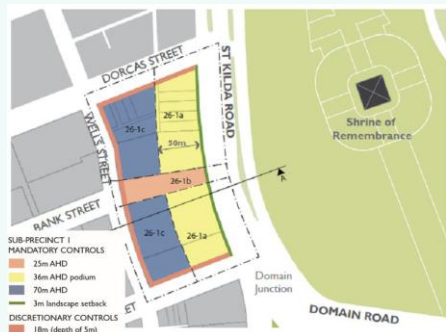 DORCAS STREET
ST KILDA ROAD
WELLS STREET
26-1a
26-1c
50m
Shrine of
Remembrance
26-1b
A
BANK STREET
26-1c
26-1a
SUB-PRECINCT 1
MANDATORY CONTROLS
25m AHD
36m AHD podium
70m AHD
3m landscape setback
DISCRETIONARY CONTROLS
18m (depth of 5m)
Domain
Junction
DOMAIN ROAD